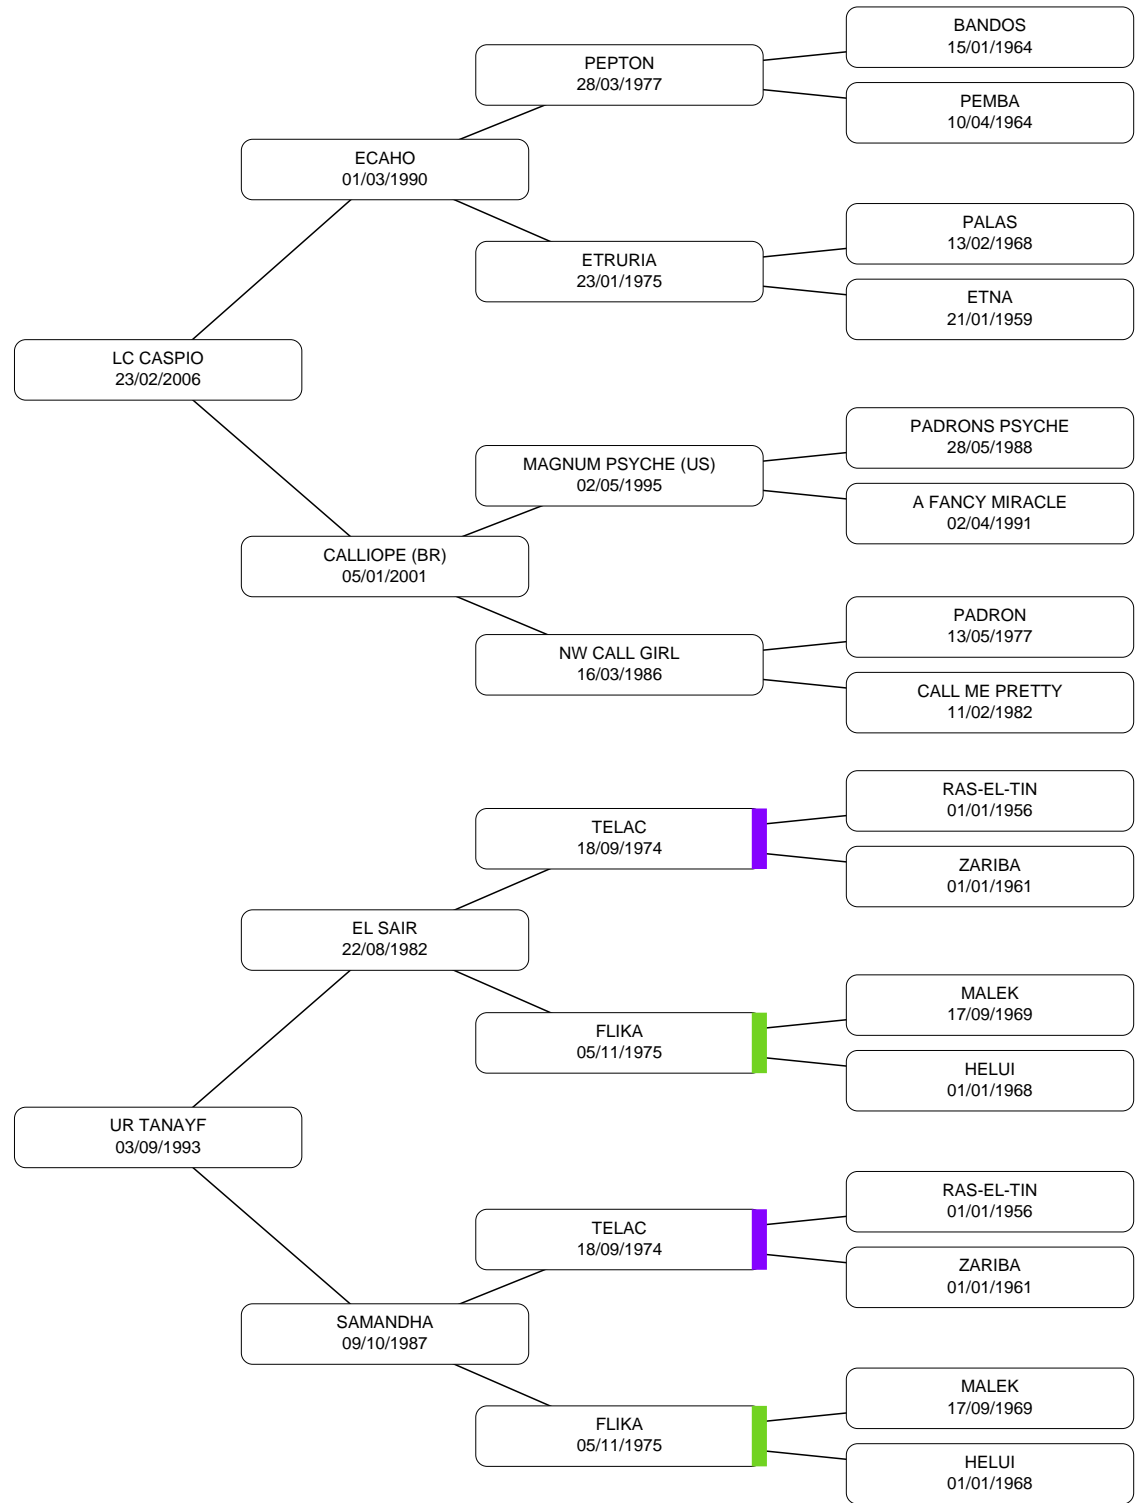 BANDOS
15/01/1964
PEPTON
28/03/1977
PEMBA
10/04/1964
ECAHO
01/03/1990
PALAS
13/02/1968
ETRURIA
23/01/1975
ETNA
21/01/1959
LC CASPIO
23/02/2006
PADRONS PSYCHE
28/05/1988
MAGNUM PSYCHE (US)
02/05/1995
A FANCY MIRACLE
02/04/1991
CALLIOPE (BR)
05/01/2001
PADRON
13/05/1977
NW CALL GIRL
16/03/1986
CALL ME PRETTY
11/02/1982
RAS-EL-TIN
01/01/1956
TELAC
18/09/1974
ZARIBA
01/01/1961
EL SAIR
22/08/1982
MALEK
17/09/1969
FLIKA
05/11/1975
HELUI
01/01/1968
UR TANAYF
03/09/1993
RAS-EL-TIN
01/01/1956
TELAC
18/09/1974
ZARIBA
01/01/1961
SAMANDHA
09/10/1987
MALEK
17/09/1969
FLIKA
05/11/1975
HELUI
01/01/1968